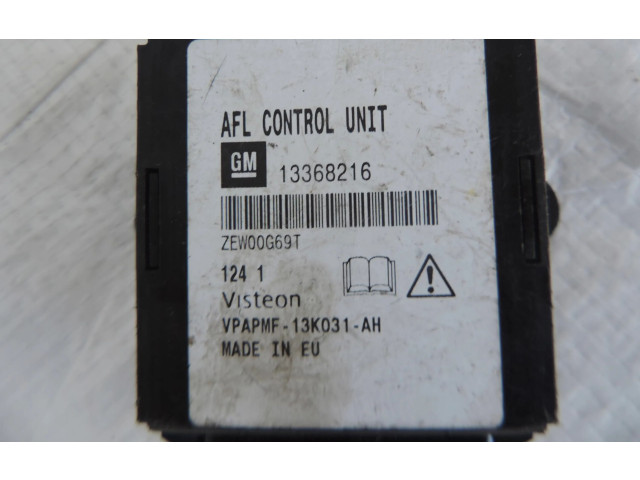 AFL CONTROL UNIT
GM 13368216
ZEW00G69T
124 1
Visteon
VPAPMF-13K031-AH
MADE IN EU